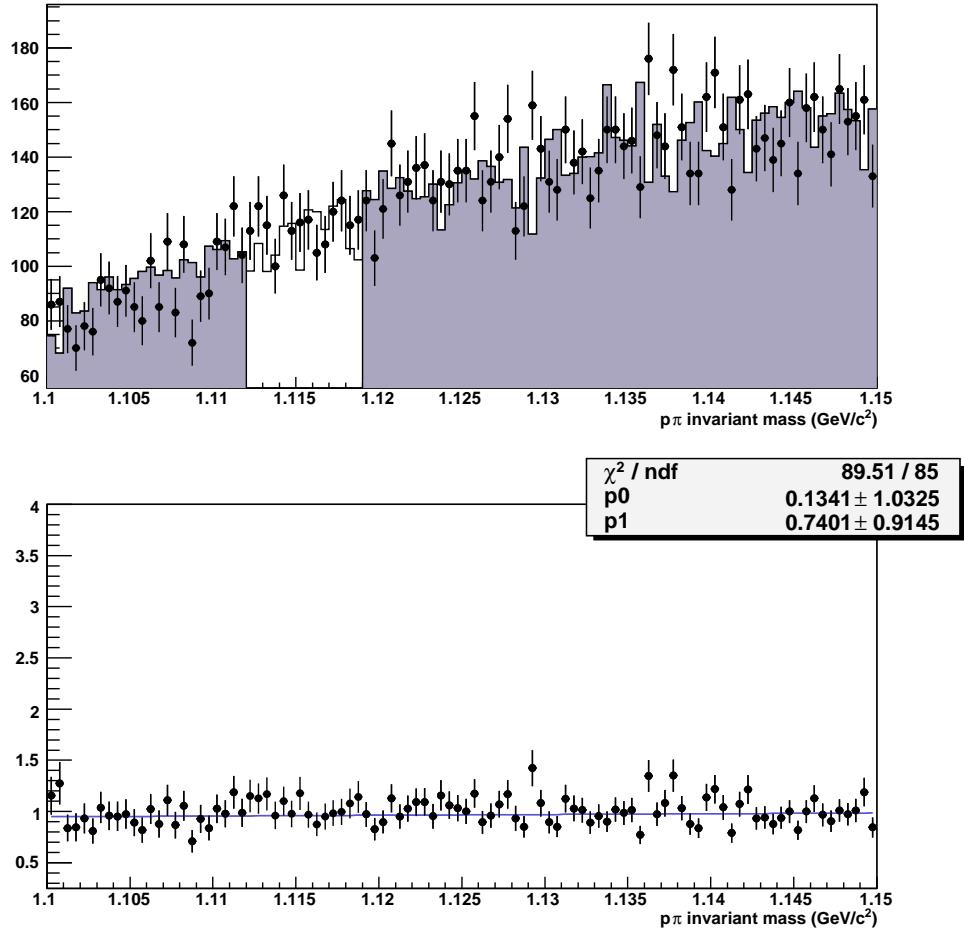 180
160
140
120
100
80
60
1.1 1.105 1.11 1.115 1.12 1.125 1.13 1.135 1.14 1.145 1.15
pπ invariant mass (GeV/c²)
χ² / ndf 89.51 / 85
p0 0.1341 ± 1.0325
p1 0.7401 ± 0.9145
4
3.5
3
2.5
2
1.5
1
0.5
1.1 1.105 1.11 1.115 1.12 1.125 1.13 1.135 1.14 1.145 1.15
pπ invariant mass (GeV/c²)